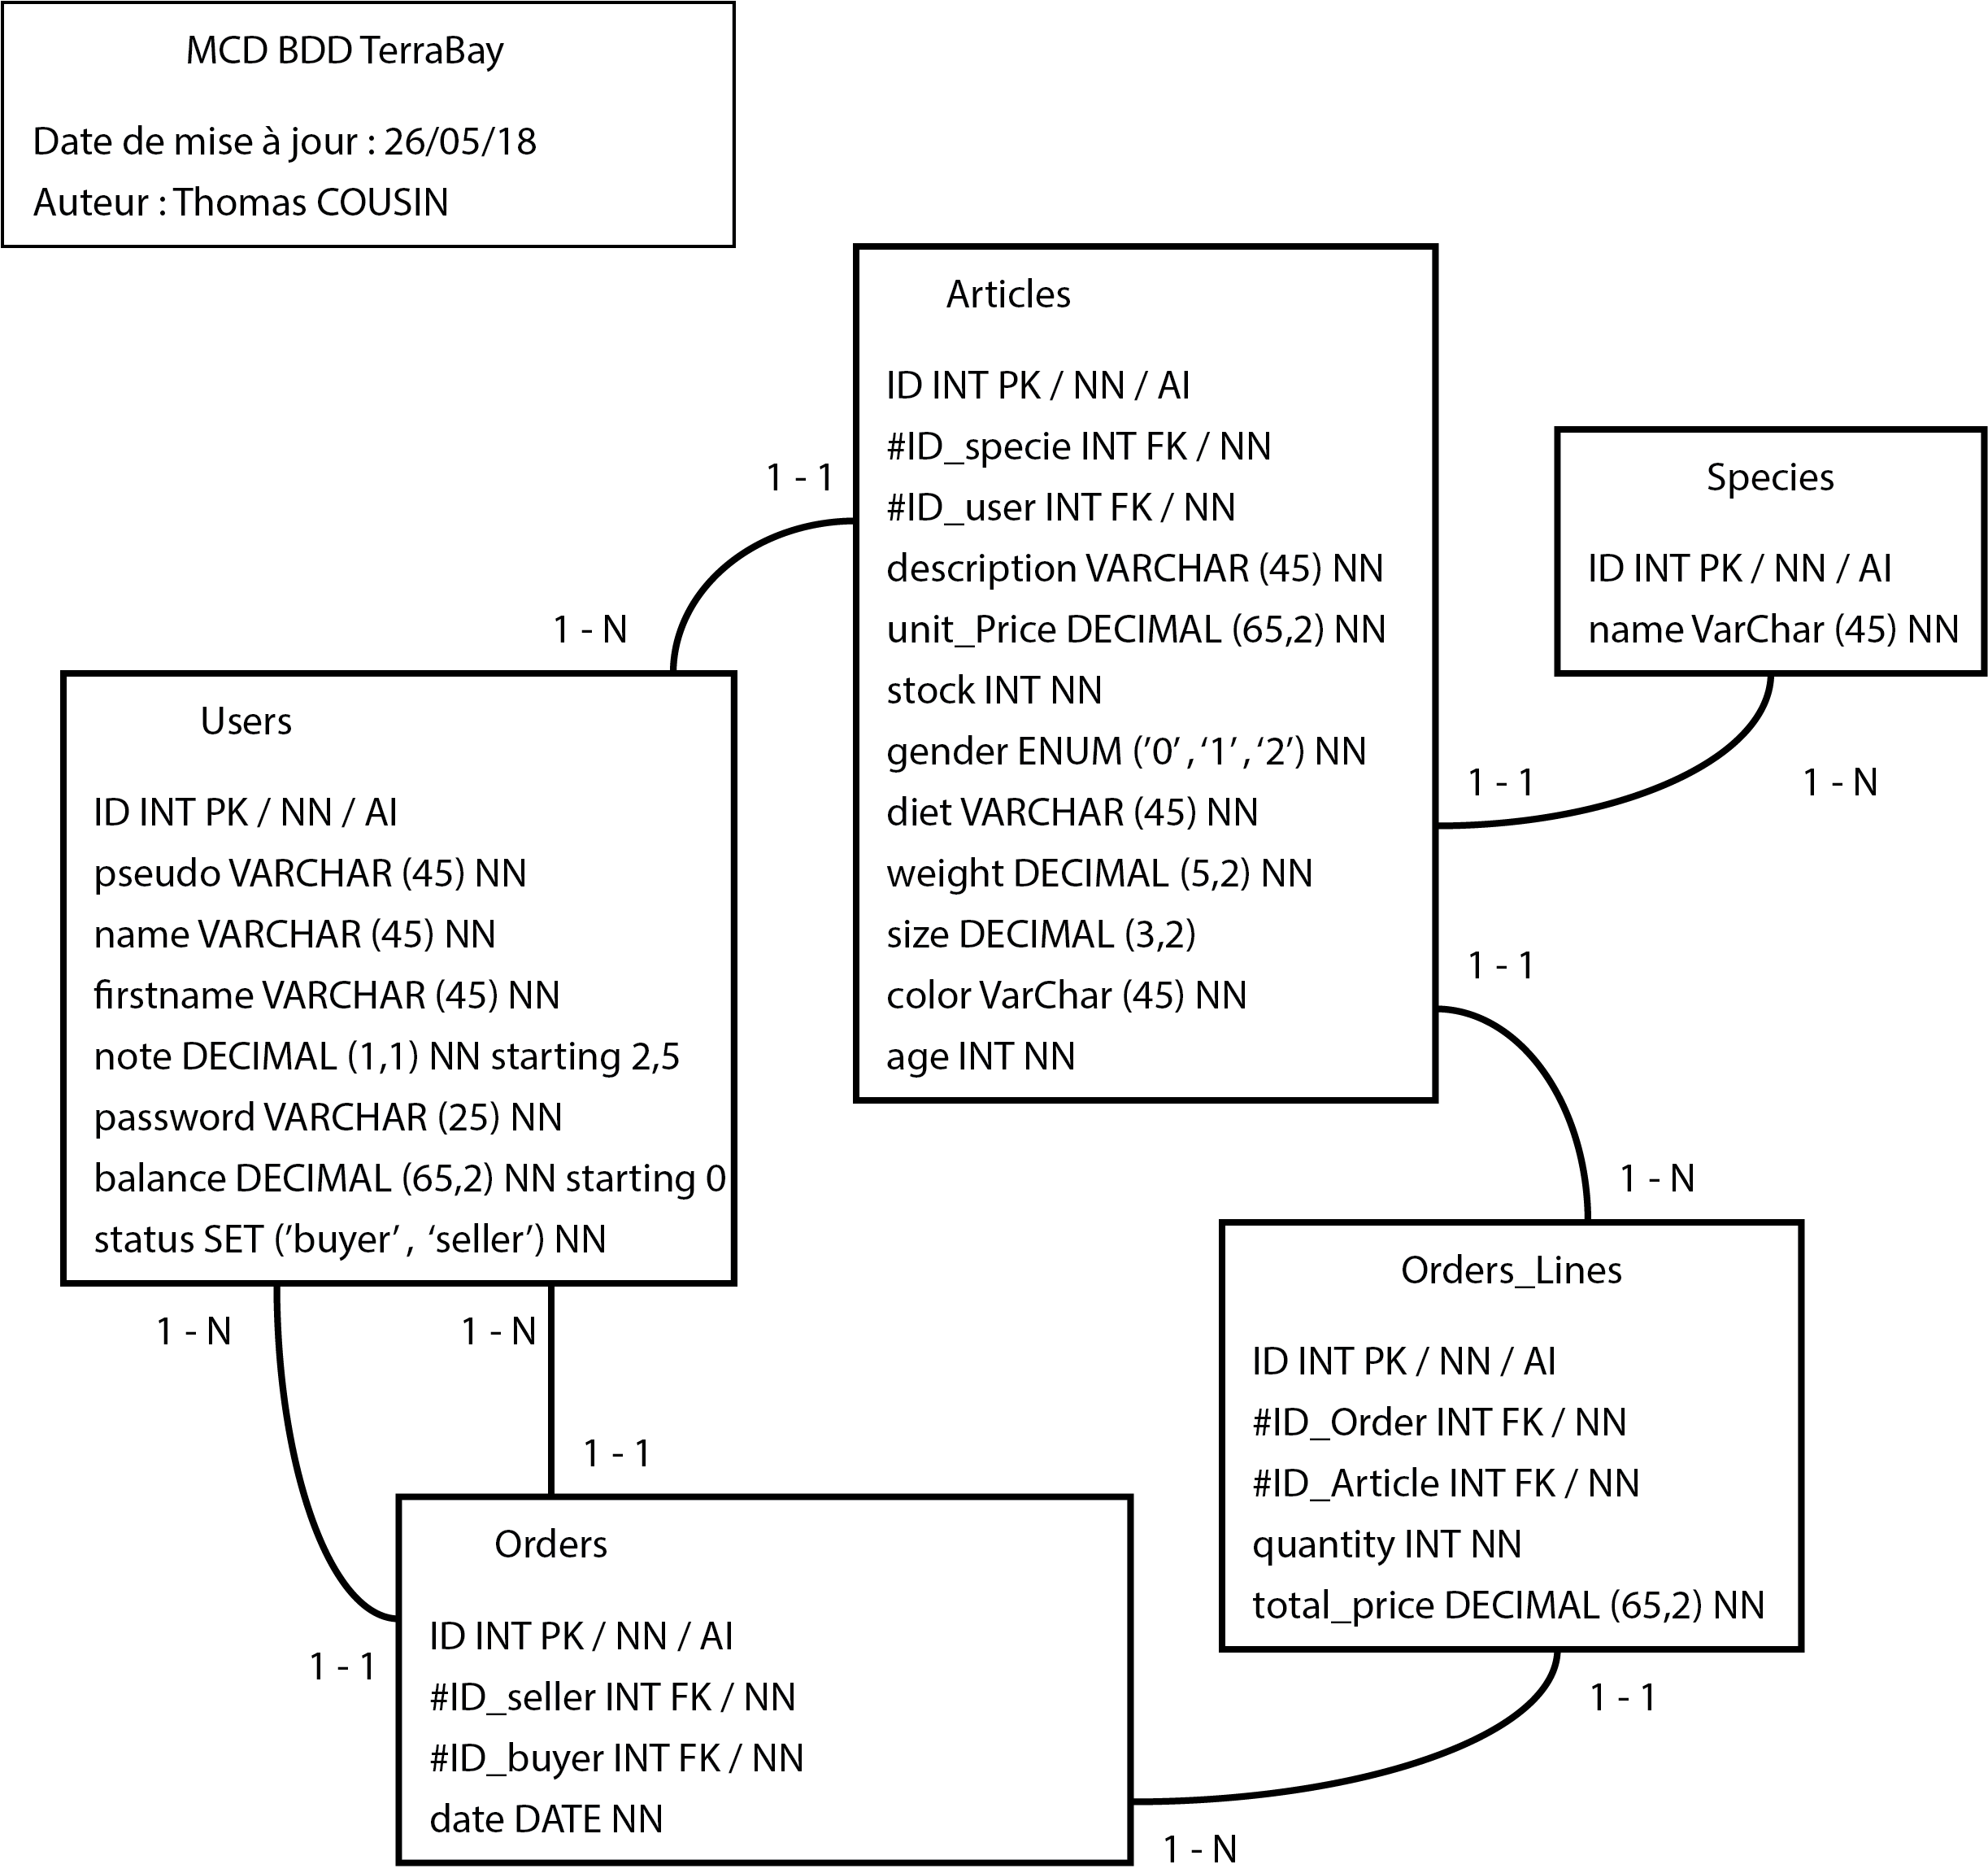 MCD BDD TerraBay
Date de mise à jour : 26/05/18
Auteur : Thomas COUSIN
Articles
ID INT PK / NN / AI
#ID_specie INT FK / NN
#ID_user INT FK / NN
description VARCHAR (45) NN
unit_Price DECIMAL (65,2) NN
stock INT NN
gender ENUM (’0’ , ‘1’ , ‘2’) NN
diet VARCHAR (45) NN
weight DECIMAL (5,2) NN
size DECIMAL (3,2)
color VarChar (45) NN
age INT NN
Species
ID INT PK / NN / AI
name VarChar (45) NN
1 - 1
1 - N
1 - 1
1 - N
1 - 1
1 - N
Users
ID INT PK / NN / AI
pseudo VARCHAR (45) NN
name VARCHAR (45) NN
firstname VARCHAR (45) NN
note DECIMAL (1,1) NN starting 2,5
password VARCHAR (25) NN
balance DECIMAL (65,2) NN starting 0
status SET (’buyer’ , ‘seller’) NN
1 - N
1 - N
1 - 1
1 - 1
Orders_Lines
ID INT PK / NN / AI
#ID_Order INT FK / NN
#ID_Article INT FK / NN
quantity INT NN
total_price DECIMAL (65,2) NN
1 - 1
Orders
ID INT PK / NN / AI
#ID_seller INT FK / NN
#ID_buyer INT FK / NN
date DATE NN
1 - N